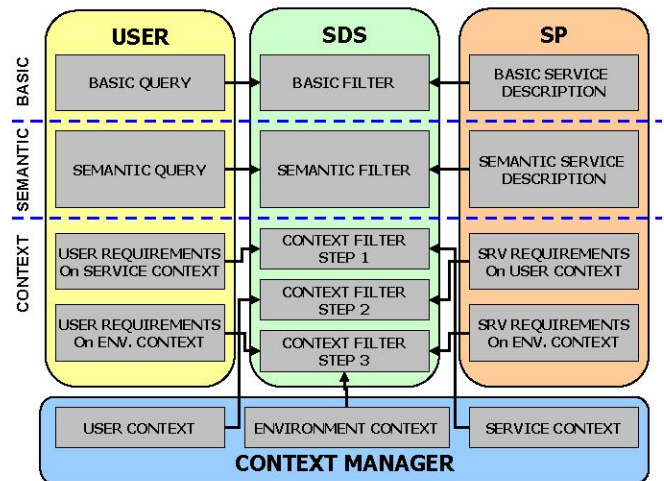 USER
SDS
SP
BASIC
BASIC QUERY
BASIC FILTER
BASIC SERVICE
DESCRIPTION
SEMANTIC
SEMANTIC QUERY
SEMANTIC FILTER
SEMANTIC SERVICE
DESCRIPTION
CONTEXT
USER REQUIREMENTS
On SERVICE CONTEXT
CONTEXT FILTER
STEP 1
SRV REQUIREMENTS
On USER CONTEXT
CONTEXT FILTER
STEP 2
USER REQUIREMENTS
On ENV. CONTEXT
CONTEXT FILTER
STEP 3
SRV REQUIREMENTS
On ENV. CONTEXT
USER CONTEXT
ENVIRONMENT CONTEXT
SERVICE CONTEXT
CONTEXT MANAGER